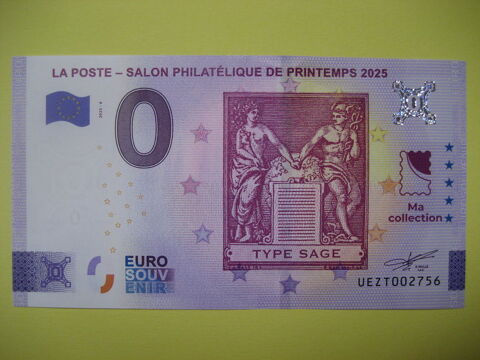 LA POSTE – SALON PHILATÉLIQUE DE PRINTEMPS 2025
0
Ma
collection
TYPE SAGE
EURO
SOUV
ENIR
UEZT002756